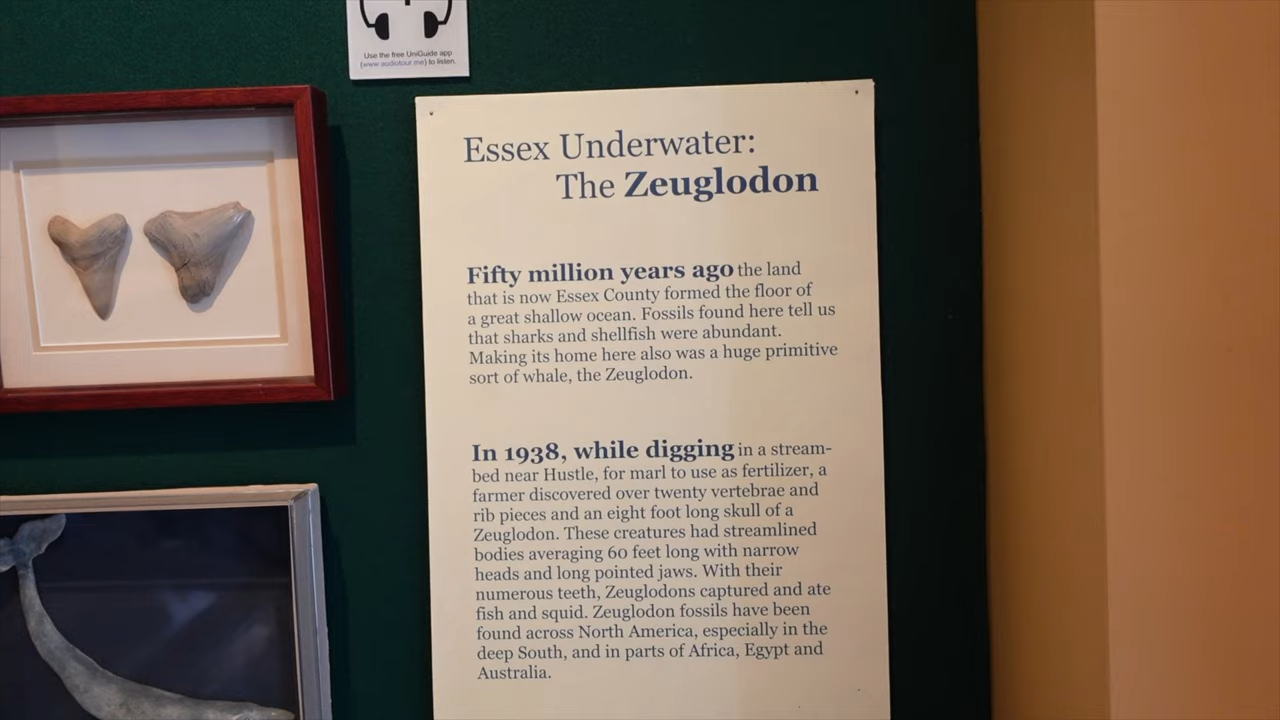 Use the free UniGuide app
(www.audiotour.me) to listen.
Essex Underwater:
The Zeuglodon
Fifty million years ago the land
that is now Essex County formed the floor of
a great shallow ocean. Fossils found here tell us
that sharks and shellfish were abundant.
Making its home here also was a huge primitive
sort of whale, the Zeuglodon.
In 1938, while digging in a stream-
bed near Hustle, for marl to use as fertilizer, a
farmer discovered over twenty vertebrae and
rib pieces and an eight foot long skull of a
Zeuglodon. These creatures had streamlined
bodies averaging 60 feet long with narrow
heads and long pointed jaws. With their
numerous teeth, Zeuglodons captured and ate
fish and squid. Zeuglodon fossils have been
found across North America, especially in the
deep South, and in parts of Africa, Egypt and
Australia.